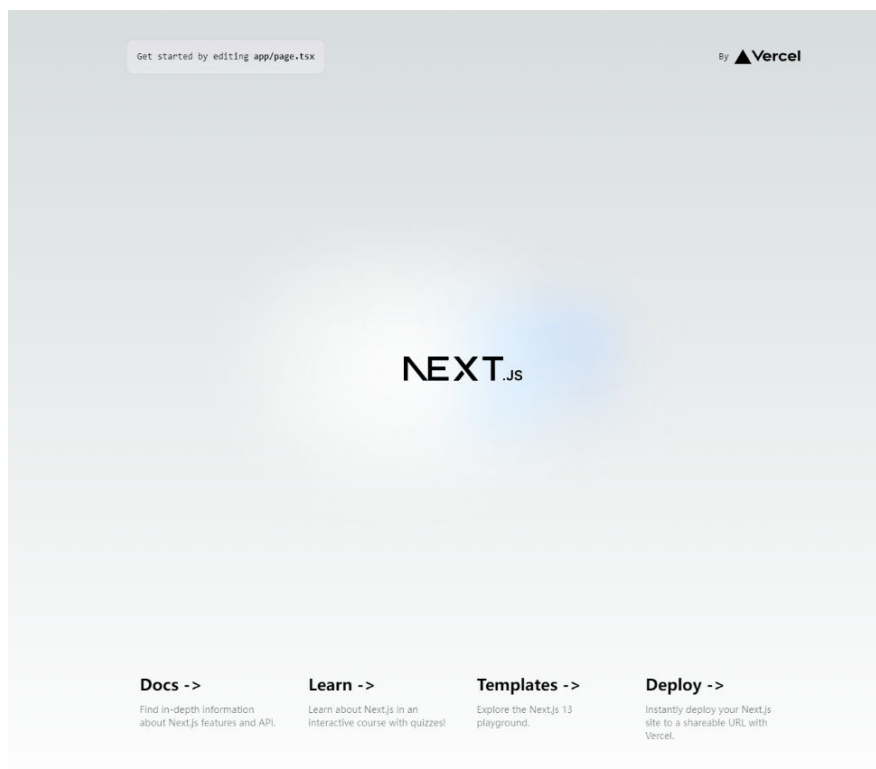 Get started by editing app/page.tsx
By Vercel
NEXT.JS
Docs ->
Find in-depth information
about Next.js features and API.
Learn ->
Learn about Next.js in an
interactive course with quizzes!
Templates ->
Explore the Next.js 13
playground.
Deploy ->
Instantly deploy your Next.js
site to a shareable URL with
Vercel.